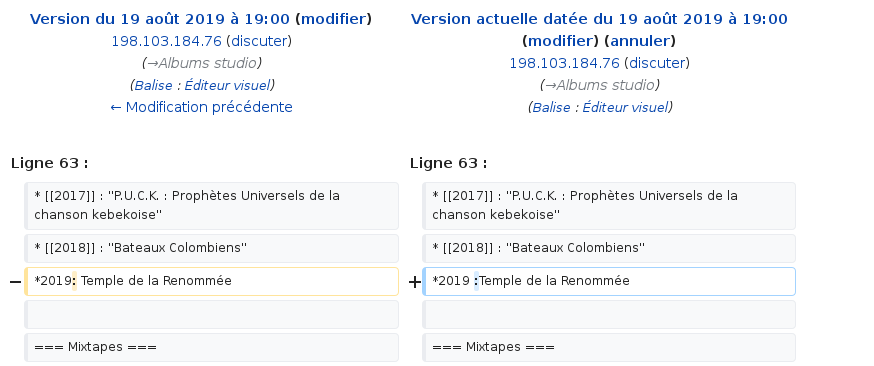 Version du 19 août 2019 à 19:00 (modifier)
198.103.184.76 (discuter)
(→Albums studio)
(Balise : Éditeur visuel)
← Modification précédente
Version actuelle datée du 19 août 2019 à 19:00
(modifier) (annuler)
198.103.184.76 (discuter)
(→Albums studio)
(Balise : Éditeur visuel)
Ligne 63 :
Ligne 63 :
* [[2017]] : ''P.U.C.K. : Prophètes Universels de la
chanson kebekoise''
* [[2017]] : ''P.U.C.K. : Prophètes Universels de la
chanson kebekoise''
* [[2018]] : ''Bateaux Colombiens''
* [[2018]] : ''Bateaux Colombiens''
− *2019: Temple de la Renommée
+ *2019 :Temple de la Renommée
=== Mixtapes ===
=== Mixtapes ===